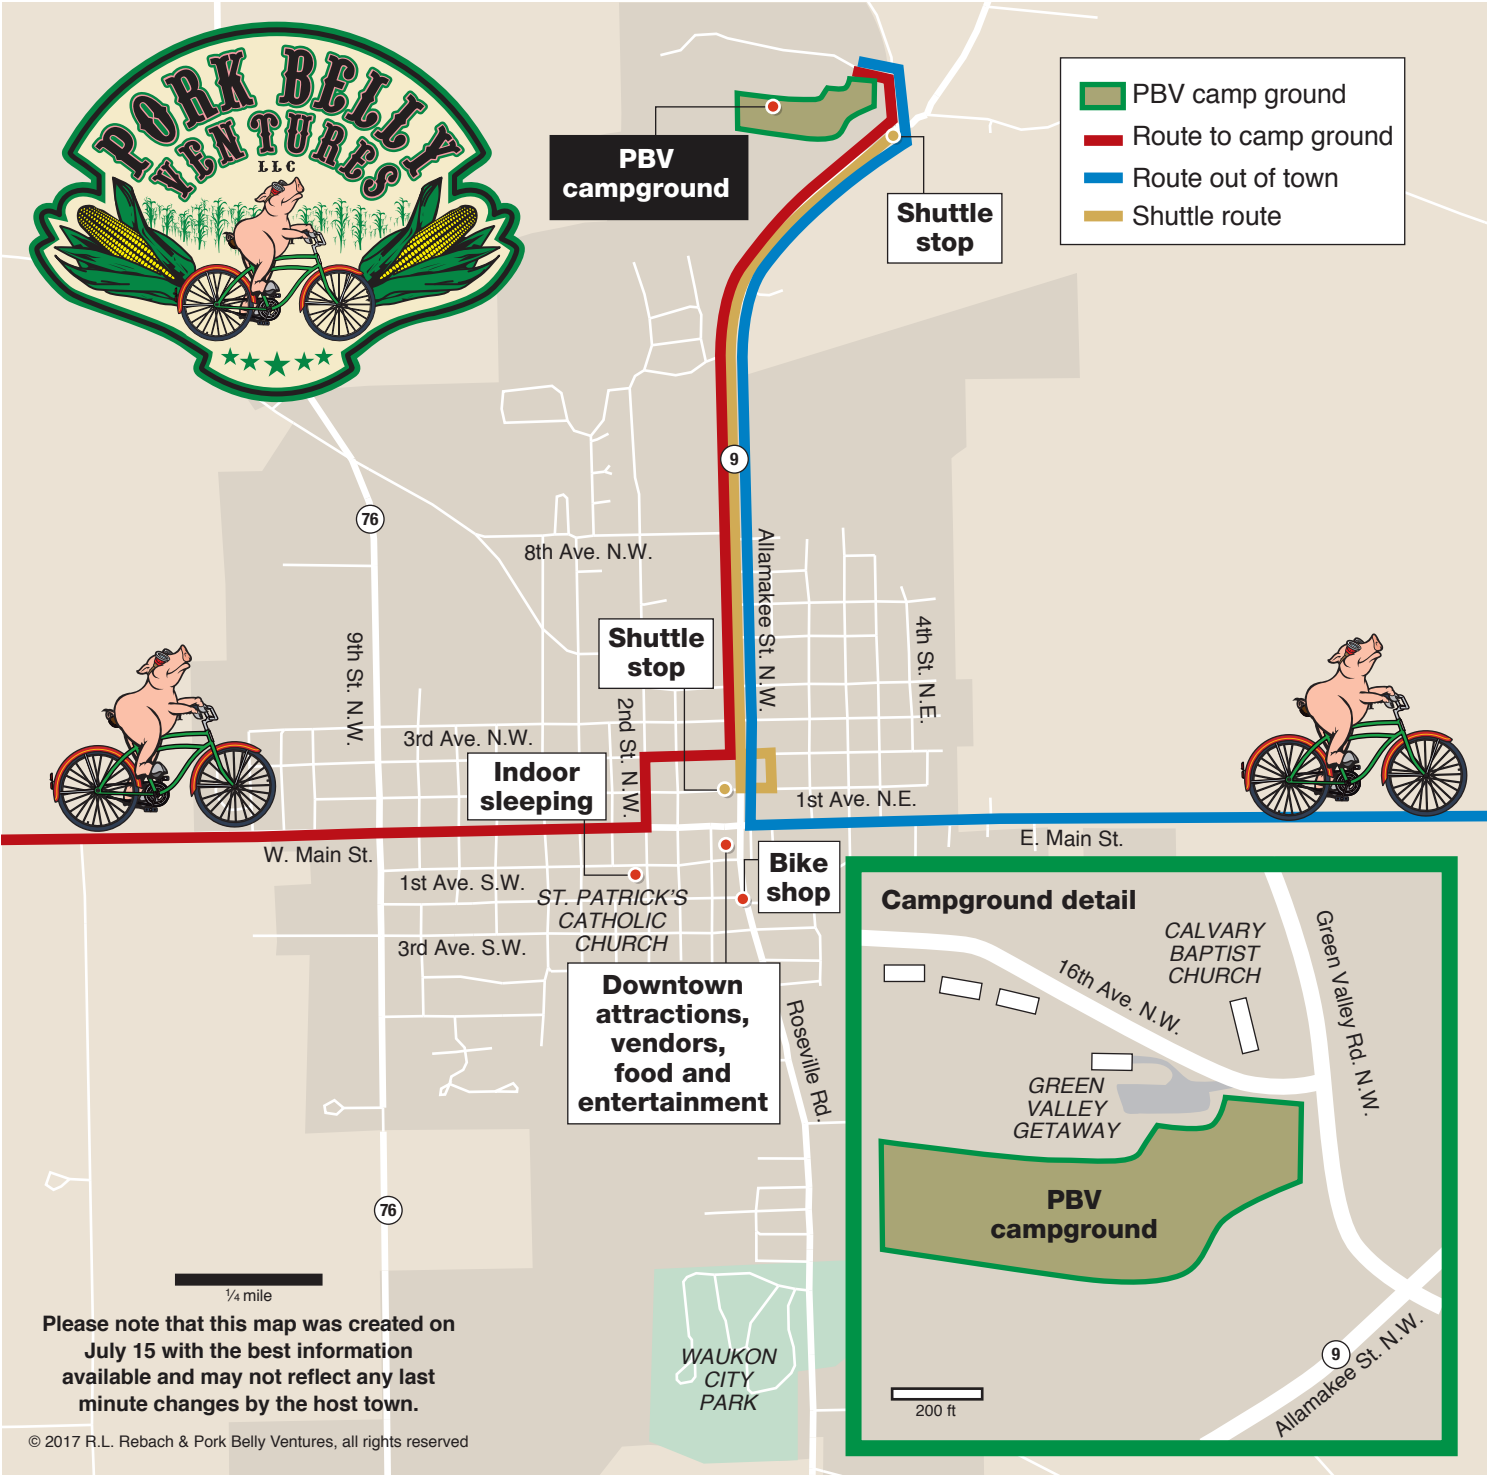 PORK BELLY
VENTURES
LLC
PBV camp ground
Route to camp ground
Route out of town
Shuttle route
PBV
campground
Shuttle
stop
9
76
8th Ave. N.W.
Allamakee St. N.W.
4th St. N.E.
9th St. N.W.
Shuttle
stop
2nd St. N.W.
3rd Ave. N.W.
Indoor
sleeping
1st Ave. N.E.
W. Main St.
E. Main St.
1st Ave. S.W.
ST. PATRICK'S
CATHOLIC
CHURCH
Bike
shop
3rd Ave. S.W.
Downtown
attractions,
vendors,
food and
entertainment
Roseville Rd.
76
WAUKON
CITY
PARK
Campground detail
CALVARY
BAPTIST
CHURCH
Green Valley Rd. N.W.
16th Ave. N.W.
GREEN
VALLEY
GETAWAY
PBV
campground
9
Allamakee St. N.W.
200 ft
1/4 mile
Please note that this map was created on
July 15 with the best information
available and may not reflect any last
minute changes by the host town.
© 2017 R.L. Rebach & Pork Belly Ventures, all rights reserved